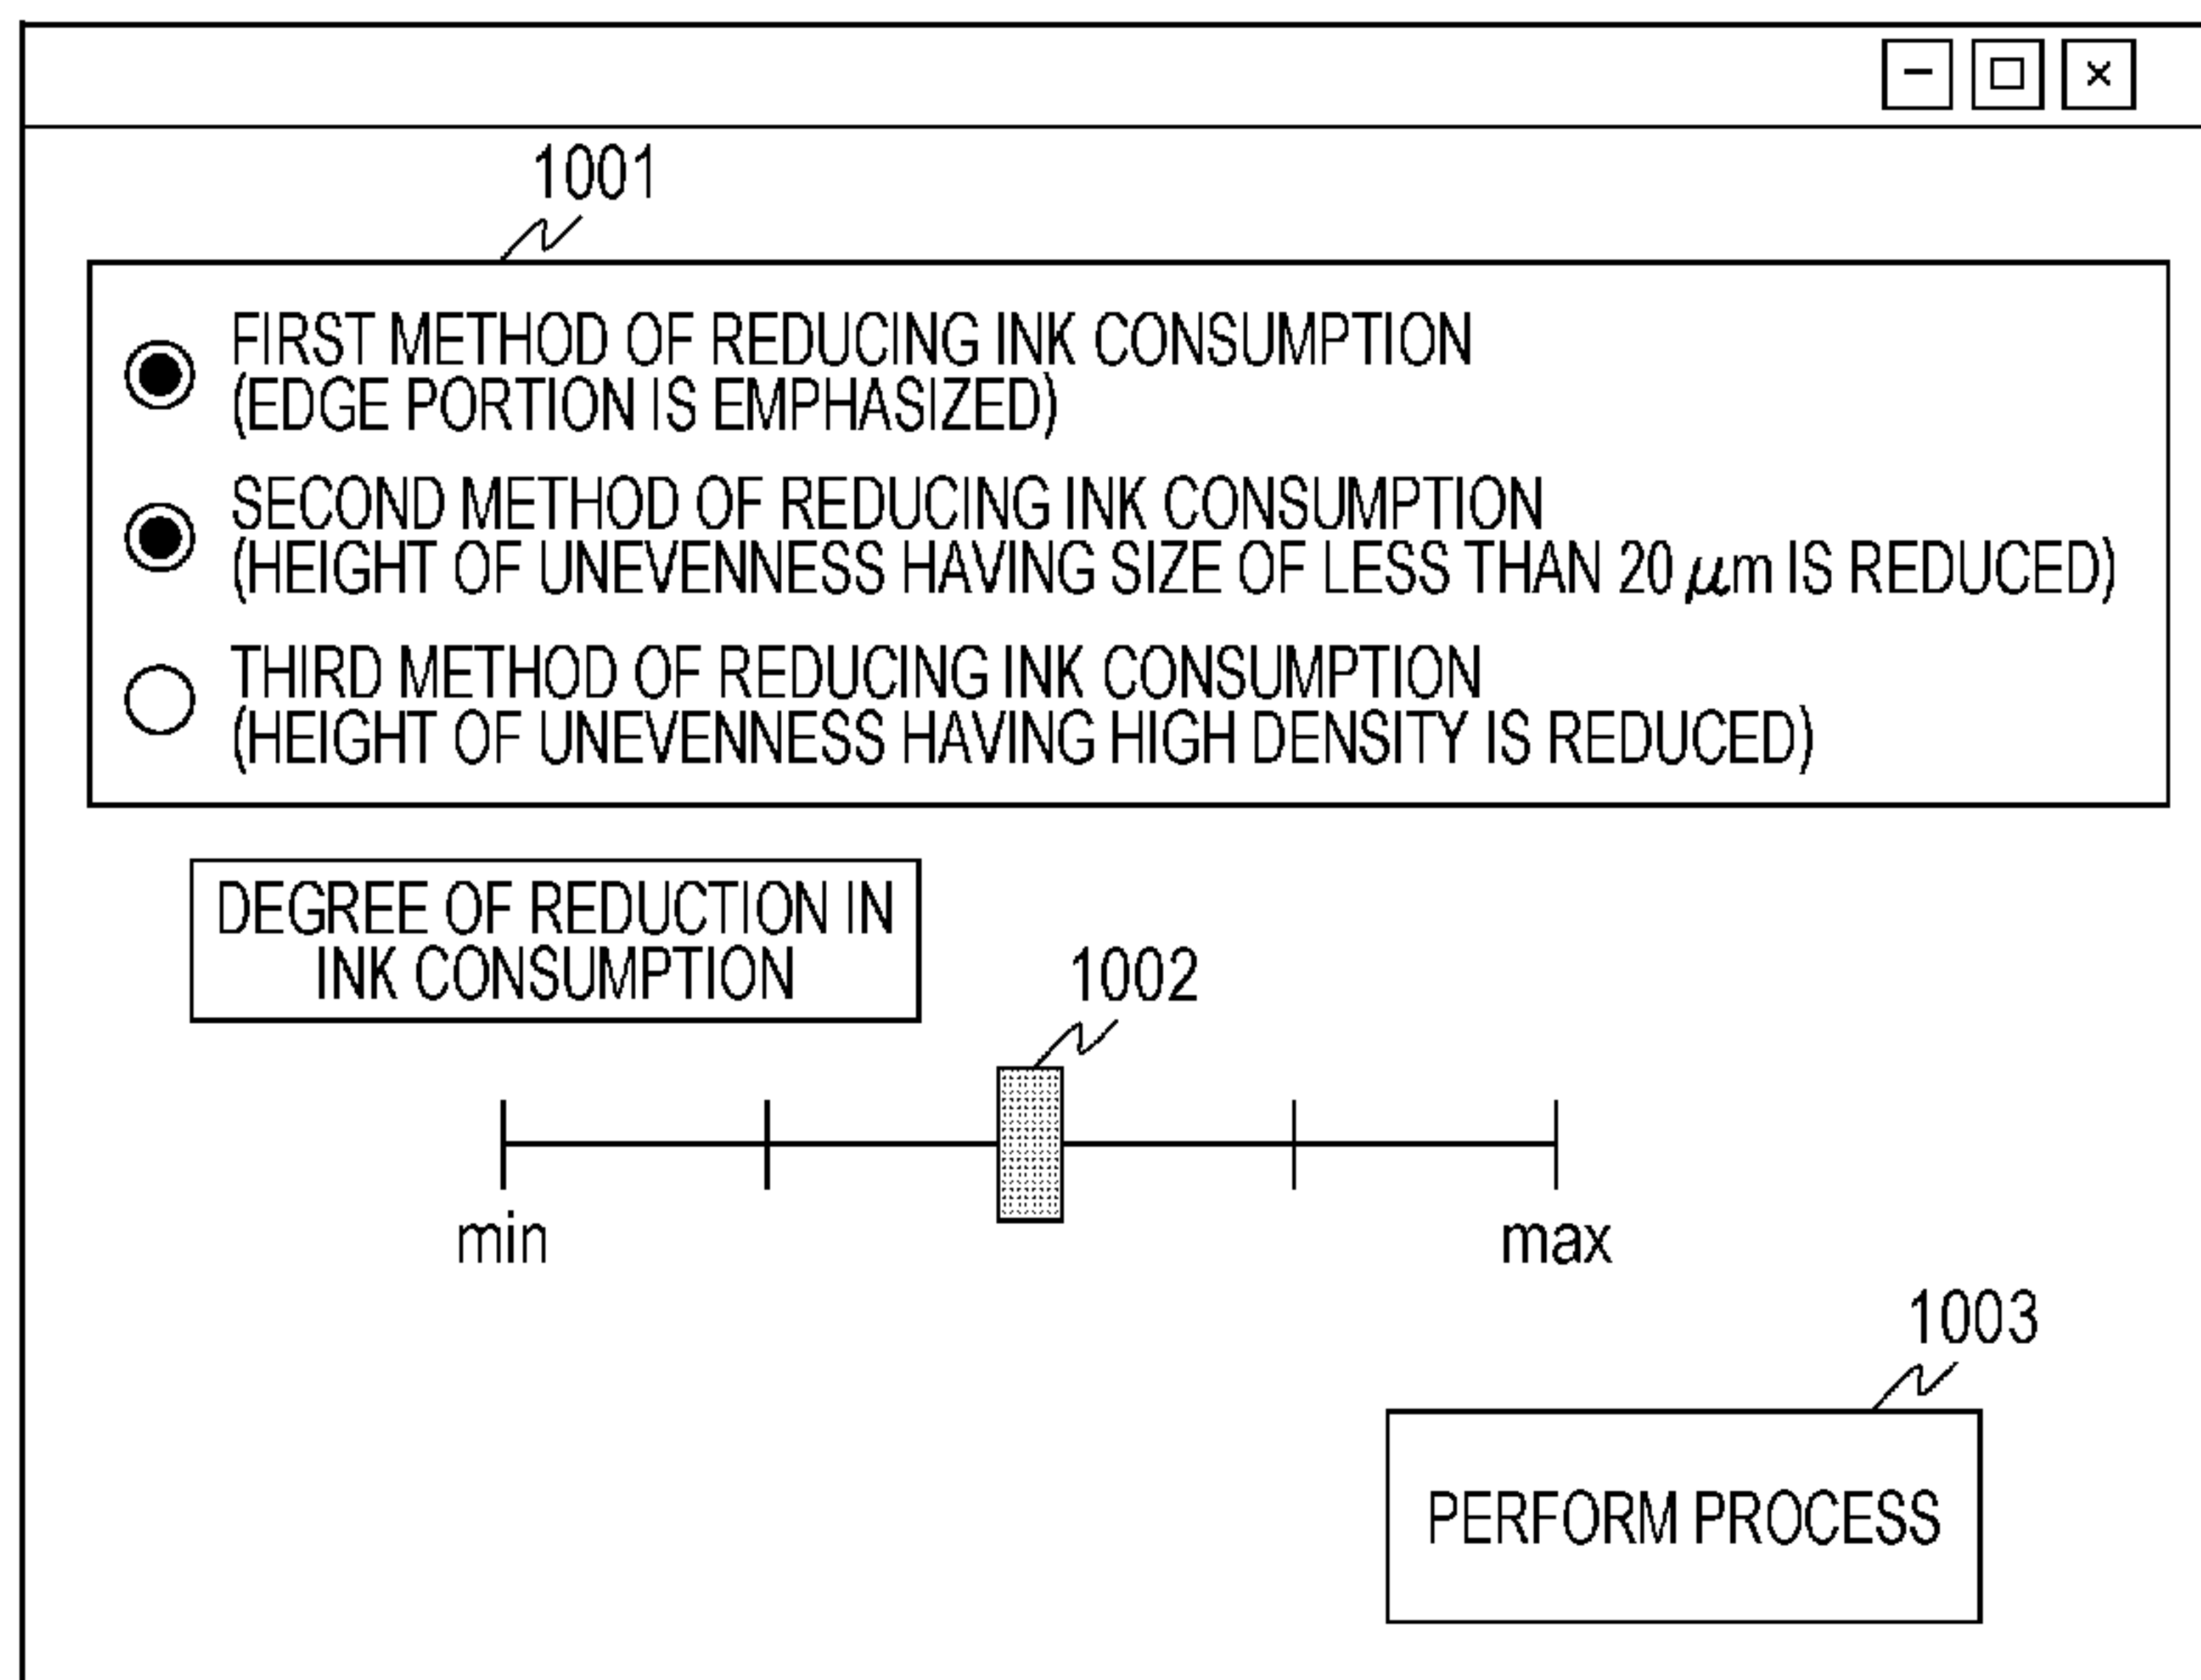 1001
FIRST METHOD OF REDUCING INK CONSUMPTION
(EDGE PORTION IS EMPHASIZED)
SECOND METHOD OF REDUCING INK CONSUMPTION
(HEIGHT OF UNEVENNESS HAVING SIZE OF LESS THAN 20 μm IS REDUCED)
THIRD METHOD OF REDUCING INK CONSUMPTION
(HEIGHT OF UNEVENNESS HAVING HIGH DENSITY IS REDUCED)
DEGREE OF REDUCTION IN
INK CONSUMPTION
1002
min
max
1003
PERFORM PROCESS